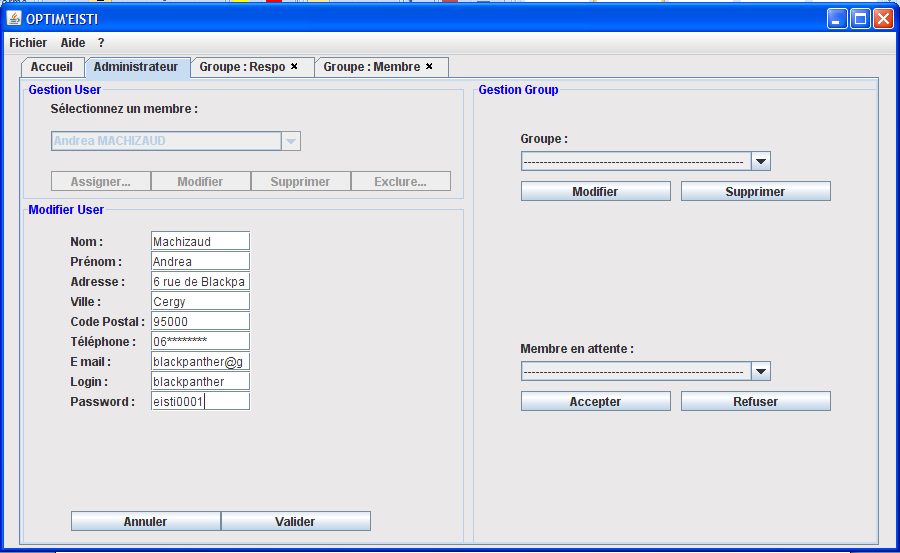 OPTIM'EISTI
Fichier Aide ?
Accueil Administrateur Groupe : Respo × Groupe : Membre ×
Gestion User
Sélectionnez un membre :
Andrea MACHIZAUD
Assigner... Modifier Supprimer Exclure...
Modifier User
Nom : Machizaud
Prénom : Andrea
Adresse : 6 rue de Blackpa
Ville : Cergy
Code Postal : 95000
Téléphone : 06********
E mail : blackpanther@g
Login : blackpanther
Password : eisti0001
Annuler Valider
Gestion Group
Groupe :
Modifier Supprimer
Membre en attente :
Accepter Refuser